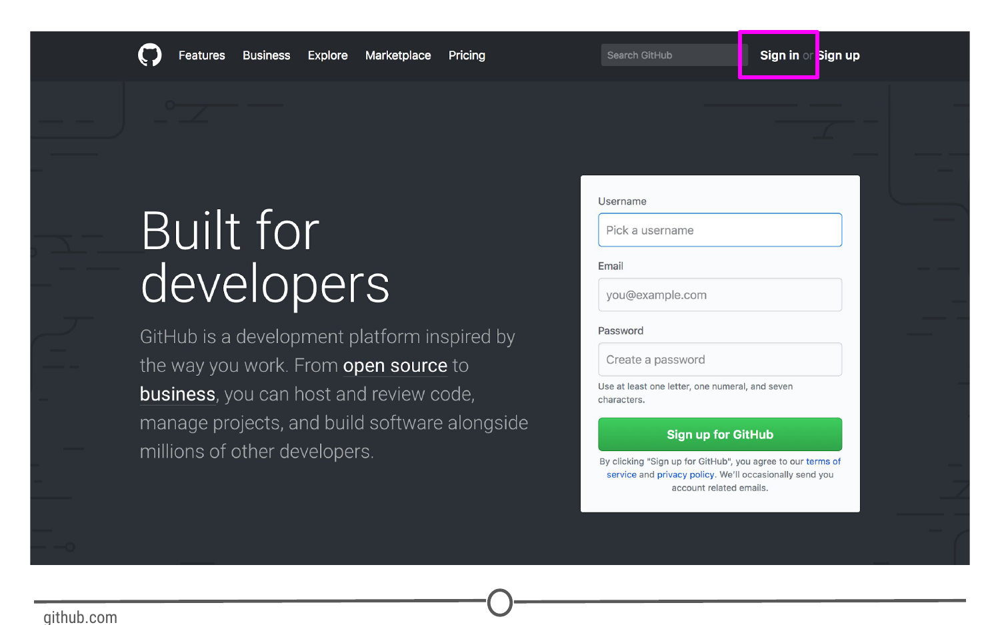 Features Business Explore Marketplace Pricing Search GitHub Sign in or Sign up
Built for
developers
GitHub is a development platform inspired by
the way you work. From open source to
business, you can host and review code,
manage projects, and build software alongside
millions of other developers.
Username
Pick a username
Email
you@example.com
Password
Create a password
Use at least one letter, one numeral, and seven
characters.
Sign up for GitHub
By clicking "Sign up for GitHub", you agree to our terms of
service and privacy policy. We'll occasionally send you
account related emails.
github.com